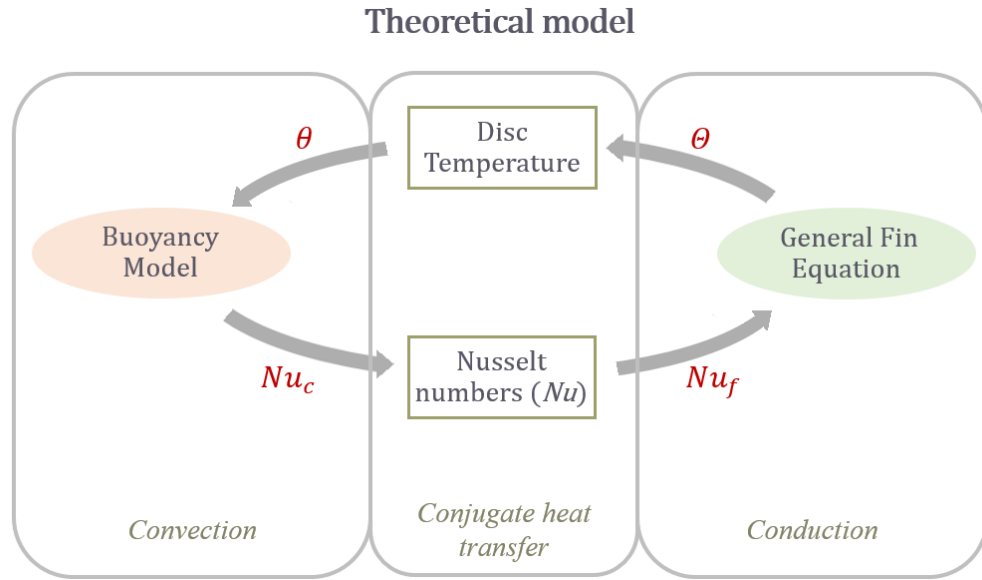 Theoretical model
θ
Disc
Temperature
Θ
Buoyancy
Model
General Fin
Equation
Nu_c
Nusselt
numbers (Nu)
Nu_f
Convection
Conjugate heat
transfer
Conduction